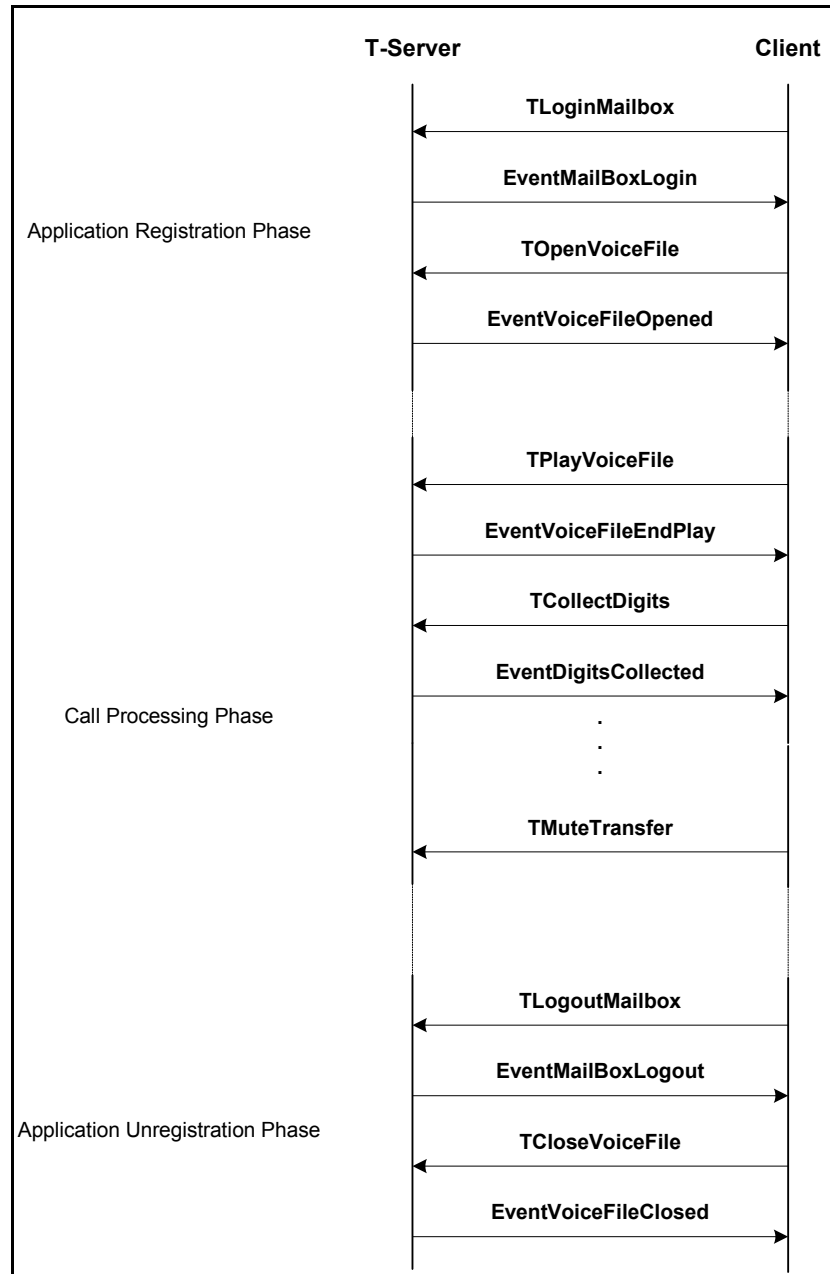 T-Server
Client
TLoginMailbox
EventMailBoxLogin
Application Registration Phase
TOpenVoiceFile
EventVoiceFileOpened
TPlayVoiceFile
EventVoiceFileEndPlay
TCollectDigits
EventDigitsCollected
Call Processing Phase
.
.
.
TMuteTransfer
TLogoutMailbox
EventMailBoxLogout
Application Unregistration Phase
TCloseVoiceFile
EventVoiceFileClosed